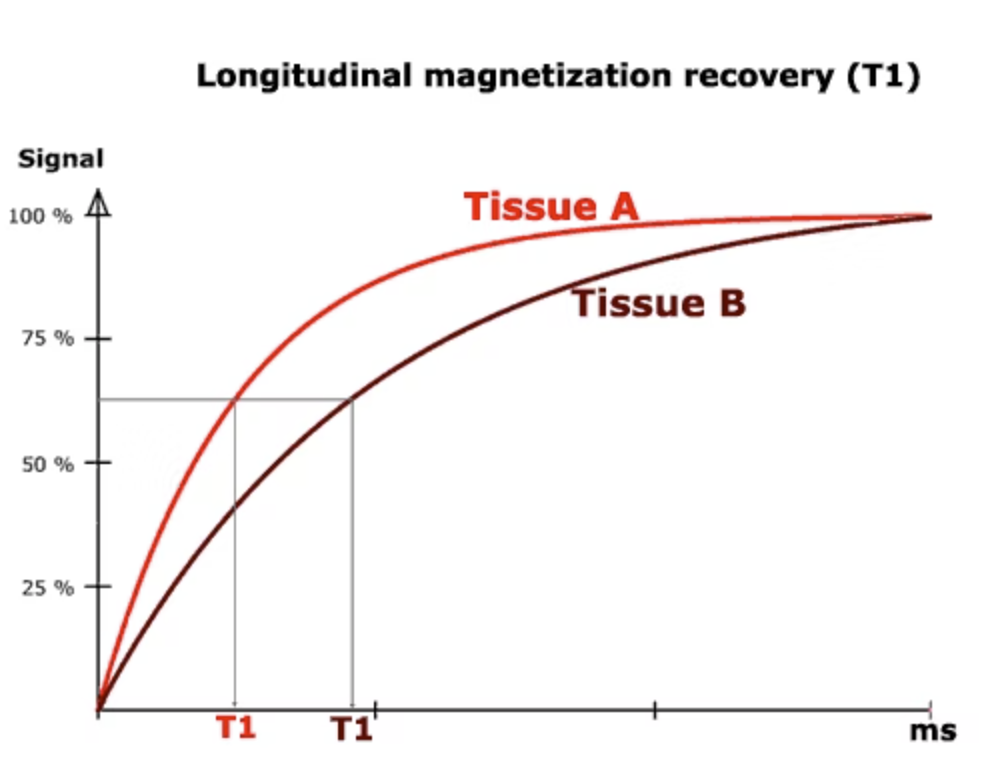 Longitudinal magnetization recovery (T1)
Signal
100 %
Tissue A
Tissue B
75 %
50 %
25 %
T1
T1
ms